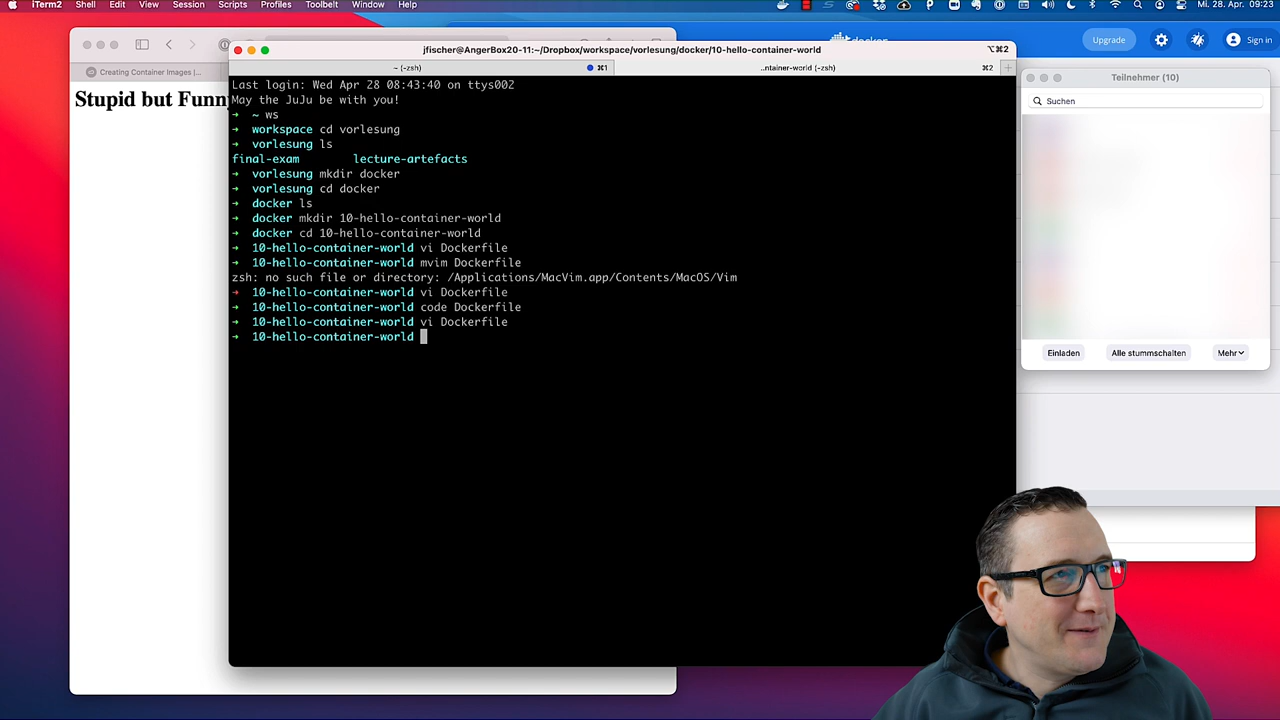 iTerm2 Shell Edit View Session Scripts Profiles Toolbelt Window Help
Mi. 28. Apr. 09:23
Upgrade
Sign in
jfischer@AngerBox20-11:~/Dropbox/workspace/vorlesung/docker/10-hello-container-world
⌥⌘2
~ (-zsh)
⌘1
..ntainer-world (-zsh)
⌘2
Creating Container Images |...
Stupid but Funny
Last login: Wed Apr 28 08:43:40 on ttys002
May the JuJu be with you!
➜ ~ ws
➜ workspace cd vorlesung
➜ vorlesung ls
final-exam lecture-artefacts
➜ vorlesung mkdir docker
➜ vorlesung cd docker
➜ docker ls
➜ docker mkdir 10-hello-container-world
➜ docker cd 10-hello-container-world
➜ 10-hello-container-world vi Dockerfile
➜ 10-hello-container-world mvim Dockerfile
zsh: no such file or directory: /Applications/MacVim.app/Contents/MacOS/Vim
➜ 10-hello-container-world vi Dockerfile
➜ 10-hello-container-world code Dockerfile
➜ 10-hello-container-world vi Dockerfile
➜ 10-hello-container-world
Teilnehmer (10)
Suchen
Einladen
Alle stummschalten
Mehr